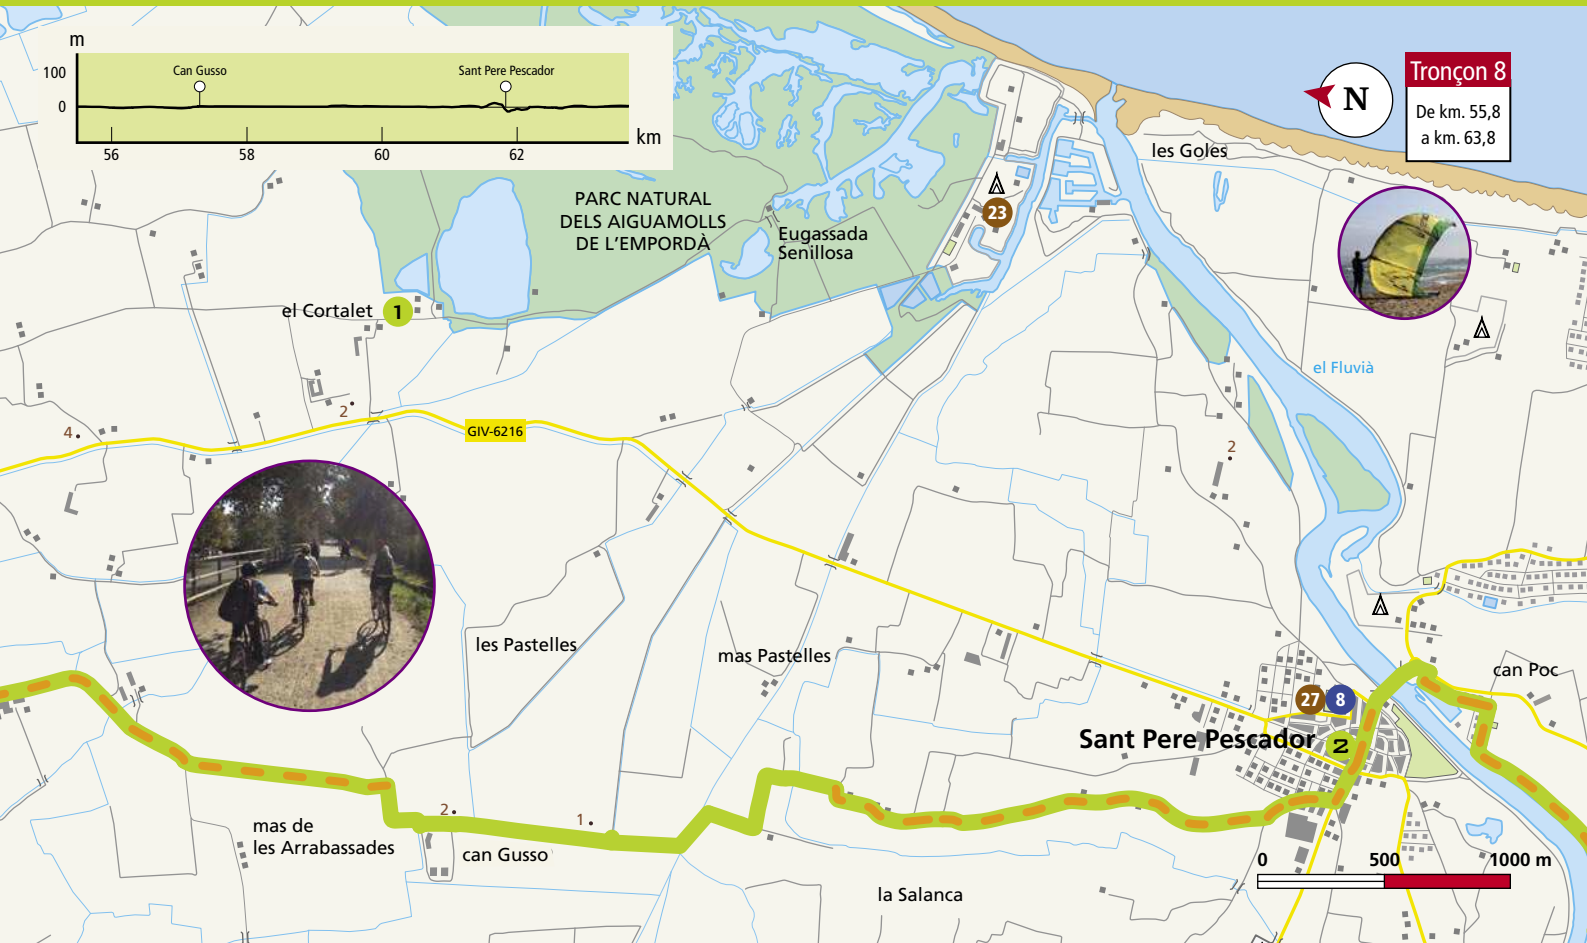 m
100
0
Can Gusso
Sant Pere Pescador
km
56
58
60
62
N
Tronçon 8
De km. 55,8
a km. 63,8
les Goles
PARC NATURAL
DELS AIGUAMOLLS
DE L'EMPORDÀ
23
Eugassada
Senillosa
el Cortalet
1
el Fluvià
2
4
GIV-6216
2
les Pastelles
mas Pastelles
can Poc
27
8
Sant Pere Pescador
2
2
1
mas de
les Arrabassades
can Gusso
0
500
1000 m
la Salanca